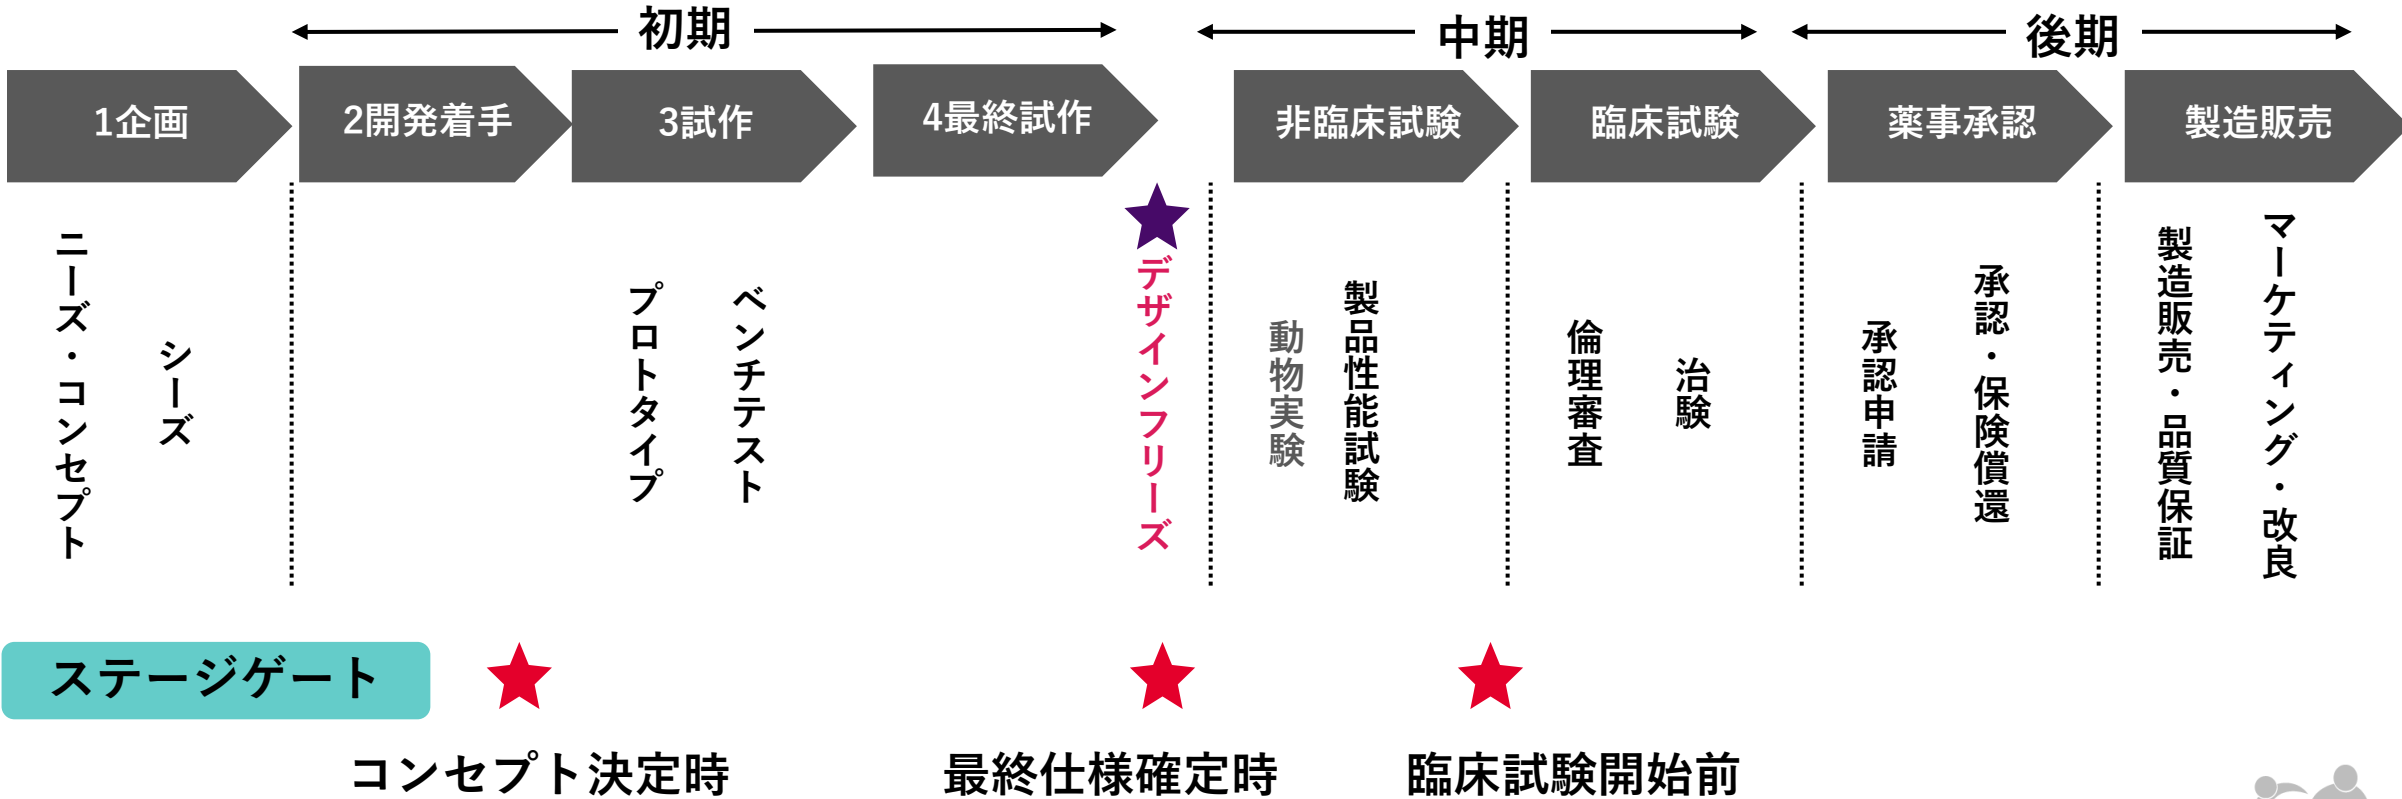 初期
中期
後期
1企画
2開発着手
3試作
4最終試作
非臨床試験
臨床試験
薬事承認
製造販売
ニーズ・コンセプト
シーズ
プロトタイプ
ベンチテスト
デザインフリーズ
動物実験
製品性能試験
倫理審査
治験
承認申請
承認・保険償還
製造販売・品質保証
マーケティング・改良
ステージゲート
コンセプト決定時
最終仕様確定時
臨床試験開始前